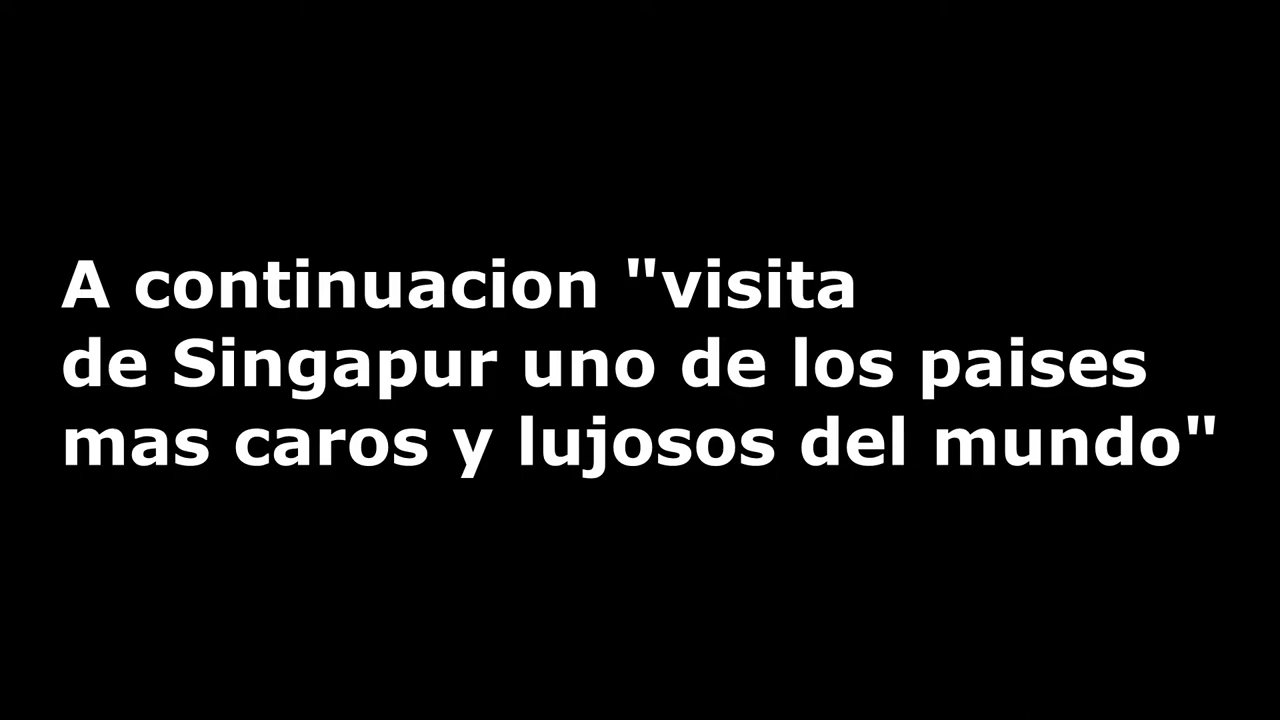 A continuacion "visita
de Singapur uno de los paises
mas caros y lujosos del mundo"